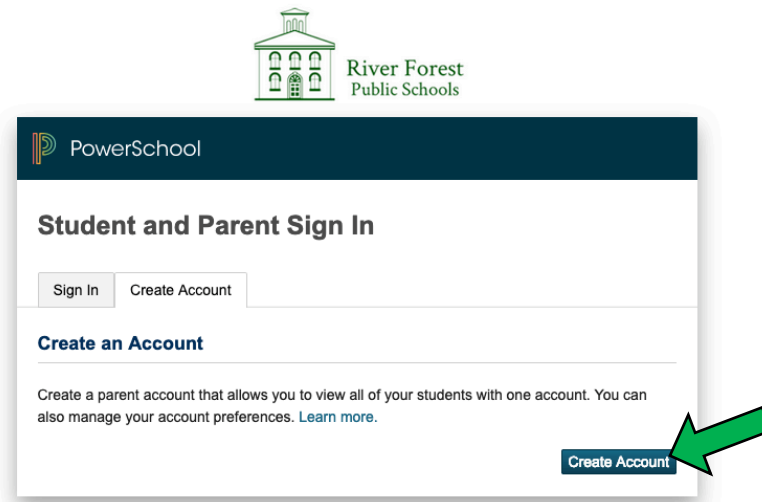 River Forest
Public Schools
PowerSchool
Student and Parent Sign In
Sign In
Create Account
Create an Account
Create a parent account that allows you to view all of your students with one account. You can
also manage your account preferences. Learn more.
Create Account